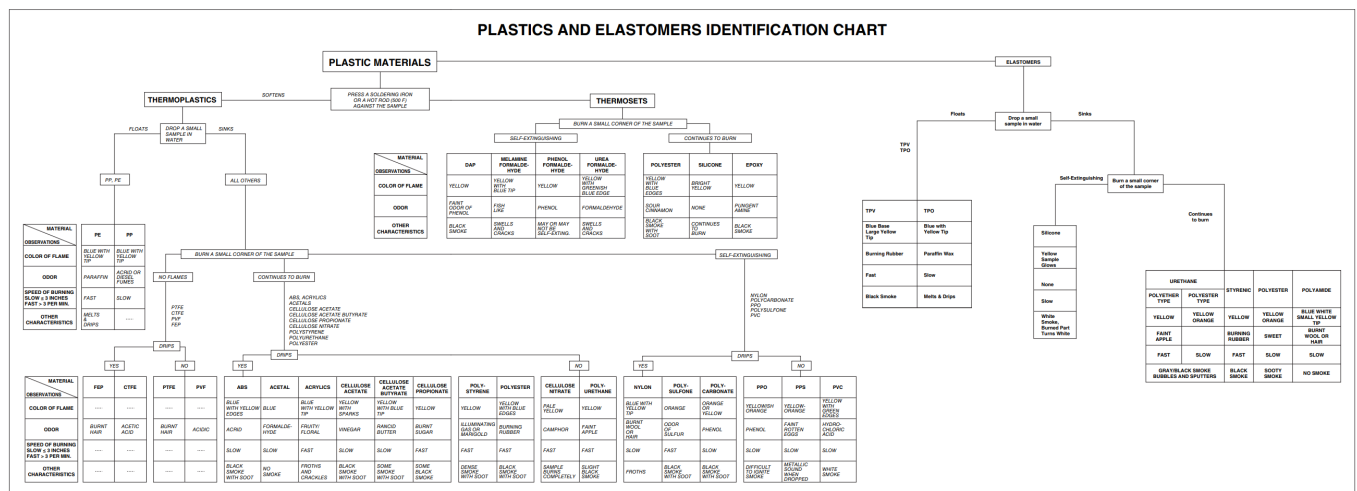 PLASTICS AND ELASTOMERS IDENTIFICATION CHART
PLASTIC MATERIALS
ELASTOMERS
THERMOPLASTICS
SOFTENS
PRESS A SOLDERING IRON
OR A HOT ROD (500 F)
AGAINST THE SAMPLE
THERMOSETS
FLOATS
DROP A SMALL
SAMPLE IN
WATER
SINKS
PP, PE
ALL OTHERS
BURN A SMALL CORNER OF THE SAMPLE
SELF-EXTINGUISHING
CONTINUES TO BURN
MATERIAL
OBSERVATIONS
DAP
MELAMINE
FORMALDE-
HYDE
PHENOL
FORMALDE-
HYDE
UREA
FORMALDE-
HYDE
POLYESTER
SILICONE
EPOXY
COLOR OF FLAME
YELLOW
YELLOW
WITH
BLUE TIP
YELLOW
YELLOW
WITH
GREENISH
BLUE EDGE
YELLOW
WITH
BLUE
EDGES
BRIGHT
YELLOW
YELLOW
ODOR
FAINT
ODOR OF
PHENOL
FISH
LIKE
PHENOL
FORMALDEHYDE
SOUR
CINNAMON
NONE
PUNGENT
AMINE
OTHER
CHARACTERISTICS
BLACK
SMOKE
SWELLS
AND
CRACKS
MAY OR MAY
NOT BE
SELF-EXTING.
SWELLS
AND
CRACKS
BLACK
SMOKE
WITH SOOT
CONTINUES
TO
BURN
BLACK
SMOKE
MATERIAL
OBSERVATIONS
PE
PP
COLOR OF FLAME
BLUE WITH
YELLOW
TIP
BLUE WITH
YELLOW
TIP
ODOR
PARAFFIN
ACRID OR
DIESEL
FUMES
SPEED OF BURNING
SLOW ≤ 3 INCHES
FAST > 3 PER MIN.
FAST
SLOW
OTHER
CHARACTERISTICS
MELTS
&
DRIPS
----
BURN A SMALL CORNER OF THE SAMPLE
SELF-EXTINGUISHING
NO FLAMES
CONTINUES TO BURN
PTFE
CTFE
PVF
FEP
ABS, ACRYLICS
ACETALS
CELLULOSE ACETATE
CELLULOSE ACETATE BUTYRATE
CELLULOSE PROPIONATE
CELLULOSE NITRATE
POLYSTYRENE
POLYURETHANE
POLYESTER
NYLON
POLYCARBONATE
PPO
POLYSULFONE
PVC
DRIPS
YES
NO
DRIPS
YES
NO
DRIPS
YES
NO
MATERIAL
OBSERVATIONS
FEP
CTFE
PTFE
PVF
ABS
ACETAL
ACRYLICS
CELLULOSE
ACETATE
CELLULOSE
ACETATE
BUTYRATE
CELLULOSE
PROPIONATE
POLY-
STYRENE
POLYESTER
CELLULOSE
NITRATE
POLY-
URETHANE
NYLON
POLY-
SULFONE
POLY-
CARBONATE
PPO
PPS
PVC
COLOR OF FLAME
----
----
----
----
BLUE
WITH YELLOW
EDGES
BLUE
BLUE
WITH YELLOW
TIP
YELLOW
WITH
SPARKS
YELLOW
WITH BLUE
TIP
YELLOW
YELLOW
YELLOW
WITH BLUE
EDGES
PALE
YELLOW
YELLOW
BLUE WITH
YELLOW
TIP
ORANGE
ORANGE
OR
YELLOW
YELLOWISH
ORANGE
YELLOW-
ORANGE
YELLOW
WITH
GREEN
EDGES
ODOR
BURNT
HAIR
ACETIC
ACID
BURNT
HAIR
ACIDIC
ACRID
FORMALDE-
HYDE
FRUITY/
FLORAL
VINEGAR
RANCID
BUTTER
BURNT
SUGAR
ILLUMINATING
GAS OR
MARIGOLD
BURNING
RUBBER
CAMPHOR
FAINT
APPLE
BURNT
WOOL
OR
HAIR
ODOR
OF
SULFUR
PHENOL
PHENOL
FAINT
ROTTEN
EGGS
HYDRO-
CHLORIC
ACID
SPEED OF BURNING
SLOW ≤ 3 INCHES
FAST > 3 PER MIN.
----
----
----
----
SLOW
SLOW
FAST
SLOW
SLOW
FAST
FAST
FAST
FAST
FAST
SLOW
SLOW
SLOW
SLOW
SLOW
SLOW
OTHER
CHARACTERISTICS
----
----
----
----
BLACK
SMOKE
WITH SOOT
NO
SMOKE
FROTHS
AND
CRACKLES
BLACK
SMOKE
WITH SOOT
SOME
SMOKE
WITH SOOT
SOME
BLACK
SMOKE
DENSE
SMOKE
WITH SOOT
BLACK
SMOKE
WITH SOOT
SAMPLE
BURNS
COMPLETELY
SLIGHT
BLACK
SMOKE
FROTHS
BLACK
SMOKE
WITH SOOT
BLACK
SMOKE
WITH SOOT
DIFFICULT
TO IGNITE
SMOKE
METALLIC
SOUND
WHEN
DROPPED
WHITE
SMOKE
Floats
Drop a small
sample in water
Sinks
TPV
TPO
Self-Extinguishing
Burn a small corner
of the sample
Continues
to burn
TPV
TPO
Blue Base
Large Yellow
Tip
Blue with
Yellow Tip
Burning Rubber
Paraffin Wax
Fast
Slow
Black Smoke
Melts & Drips
Silicone
Yellow
Sample
Glows
None
Slow
White
Smoke,
Burned Part
Turns White
URETHANE
POLYETHER
TYPE
POLYESTER
TYPE
STYRENIC
POLYESTER
POLYAMIDE
YELLOW
YELLOW
ORANGE
YELLOW
YELLOW
ORANGE
BLUE WHITE
SMALL YELLOW
TIP
FAINT
APPLE
BURNING
RUBBER
SWEET
BURNT
WOOL OR
HAIR
FAST
SLOW
FAST
SLOW
SLOW
GRAY/BLACK SMOKE
BUBBLES AND SPUTTERS
BLACK
SMOKE
SOOTY
SMOKE
NO SMOKE